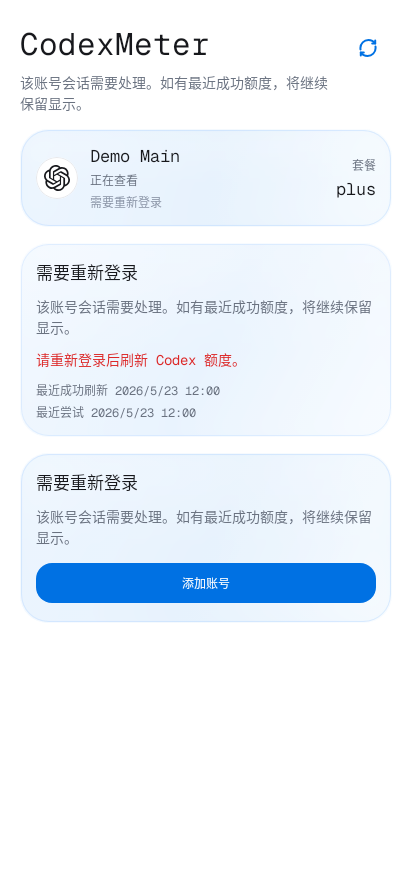 CodexMeter
该账号会话需要处理。如有最近成功额度，将继续
保留显示。
Demo Main
正在查看
需要重新登录
套餐
plus
需要重新登录
该账号会话需要处理。如有最近成功额度，将继续保留
显示。
请重新登录后刷新 Codex 额度。
最近成功刷新 2026/5/23 12:00
最近尝试 2026/5/23 12:00
需要重新登录
该账号会话需要处理。如有最近成功额度，将继续保留
显示。
添加账号